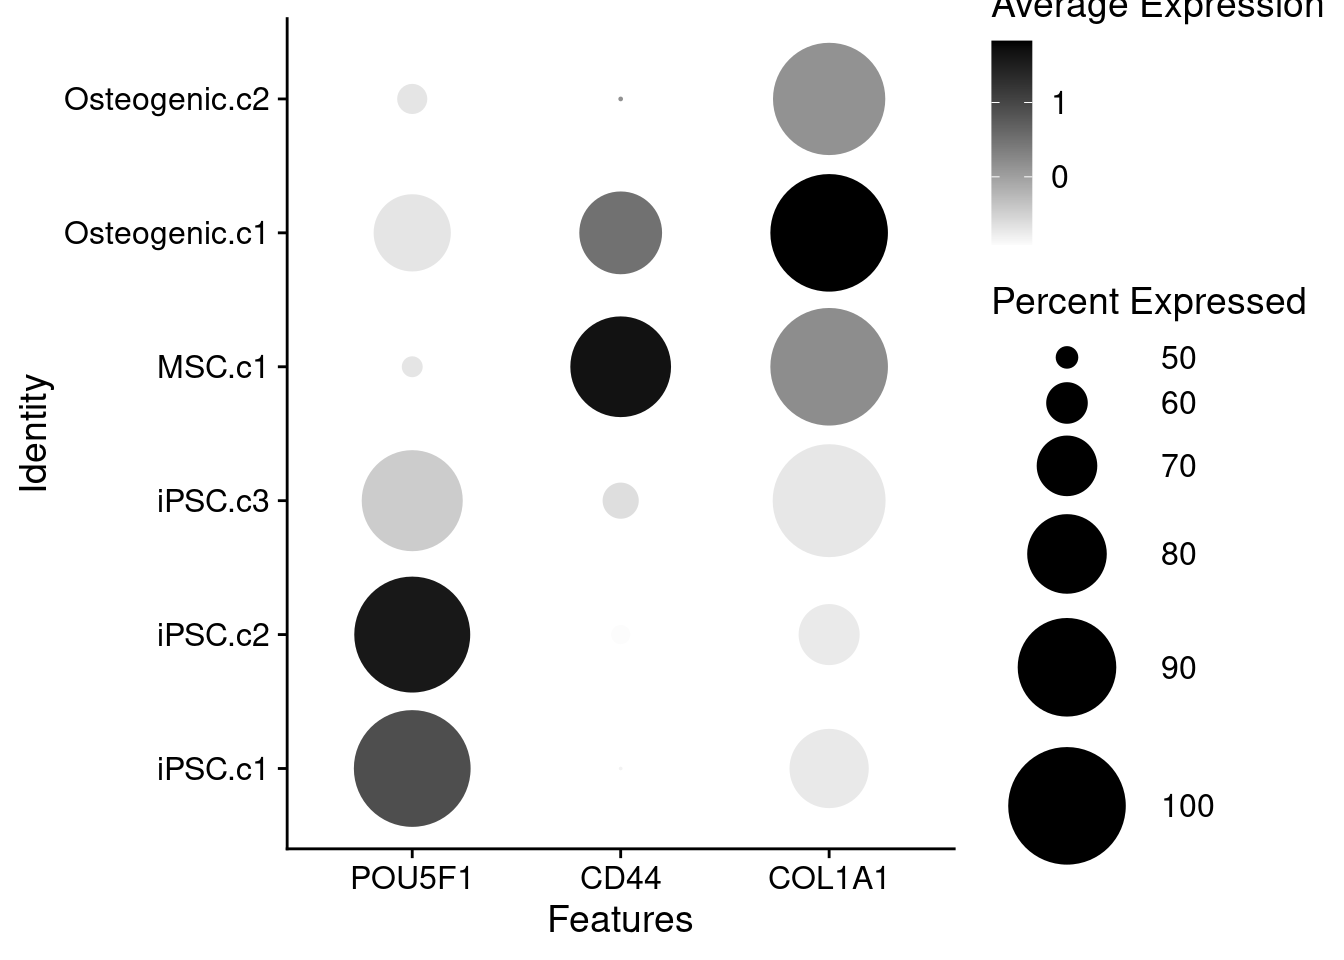 Average Expression
1
0
Percent Expressed
50
60
70
80
90
100
Identity
Osteogenic.c2
Osteogenic.c1
MSC.c1
iPSC.c3
iPSC.c2
iPSC.c1
POU5F1 CD44 COL1A1
Features